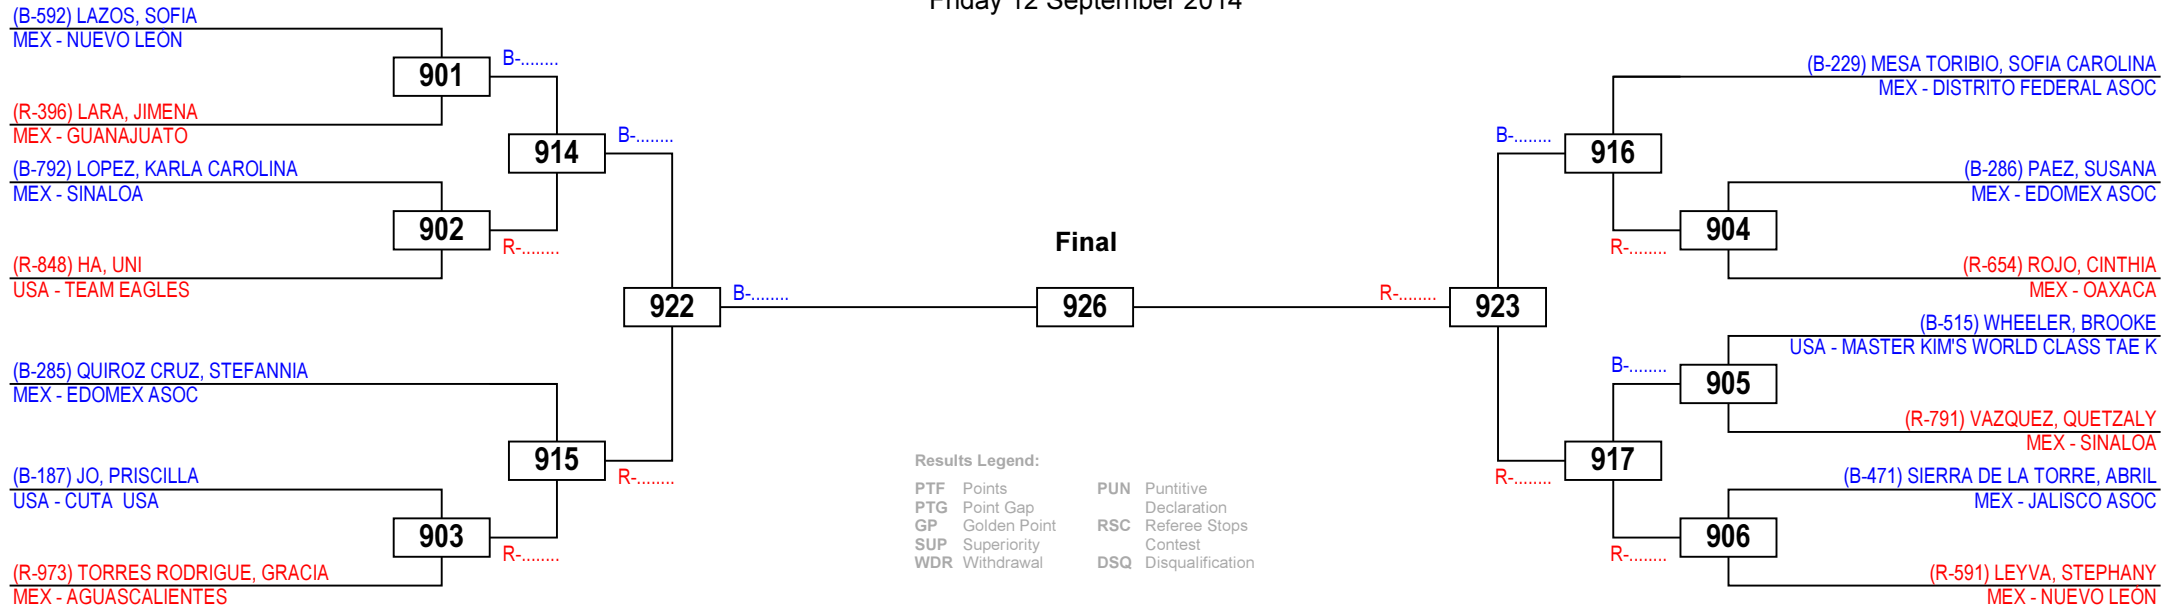 Friday 12 September 2014
(B-592) LAZOS, SOFIA
MEX - NUEVO LEÓN
901
B-........
(R-396) LARA, JIMENA
MEX - GUANAJUATO
914
B-........
(B-792) LOPEZ, KARLA CAROLINA
MEX - SINALOA
902
R-........
(R-848) HA, UNI
USA - TEAM EAGLES
922
B-........
(B-285) QUIROZ CRUZ, STEFANNIA
MEX - EDOMEX ASOC
915
R-........
(B-187) JO, PRISCILLA
USA - CUTA  USA
903
R-........
(R-973) TORRES RODRIGUE, GRACIA
MEX - AGUASCALIENTES
Final
926
Results Legend:
PTF Points
PTG Point Gap
GP Golden Point
SUP Superiority
WDR Withdrawal
PUN Puntitive
Declaration
RSC Referee Stops
Contest
DSQ Disqualification
(B-229) MESA TORIBIO, SOFIA CAROLINA
MEX - DISTRITO FEDERAL ASOC
B-........
916
(B-286) PAEZ, SUSANA
MEX - EDOMEX ASOC
R-........
904
(R-654) ROJO, CINTHIA
MEX - OAXACA
R-........
923
(B-515) WHEELER, BROOKE
USA - MASTER KIM'S WORLD CLASS TAE K
B-........
905
(R-791) VAZQUEZ, QUETZALY
MEX - SINALOA
R-........
917
(B-471) SIERRA DE LA TORRE, ABRIL
MEX - JALISCO ASOC
R-........
906
(R-591) LEYVA, STEPHANY
MEX - NUEVO LEÓN